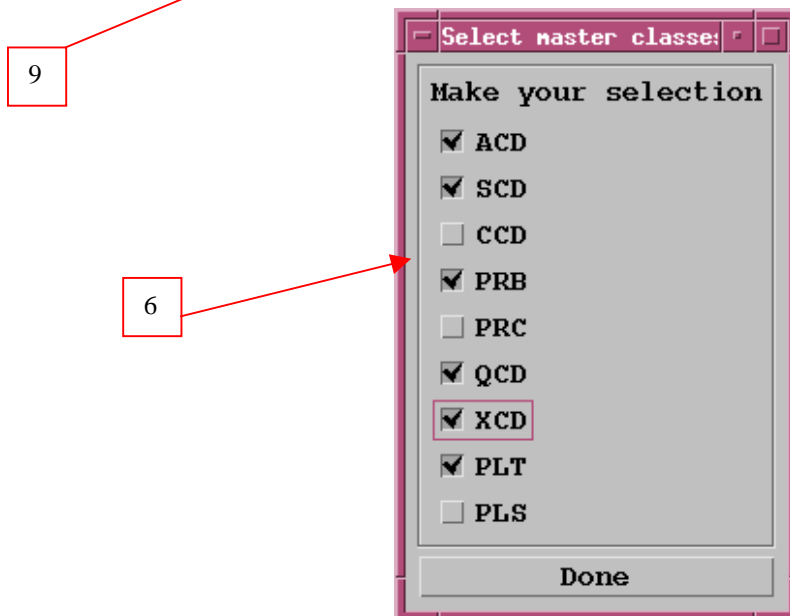 Select master classes
9
Make your selection
ACD
SCD
CCD
PRB
6
PRC
QCD
XCD
PLT
PLS
Done